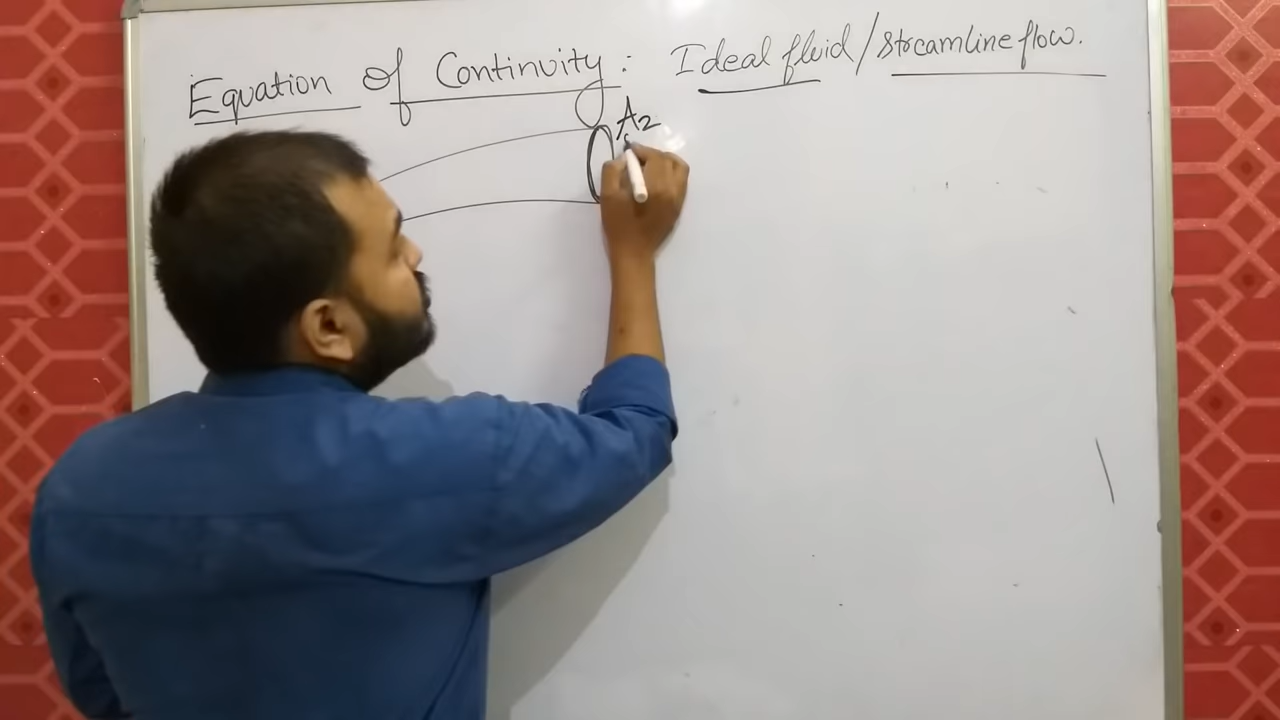 Equation of Continuity : Ideal fluid / streamline flow.
A2